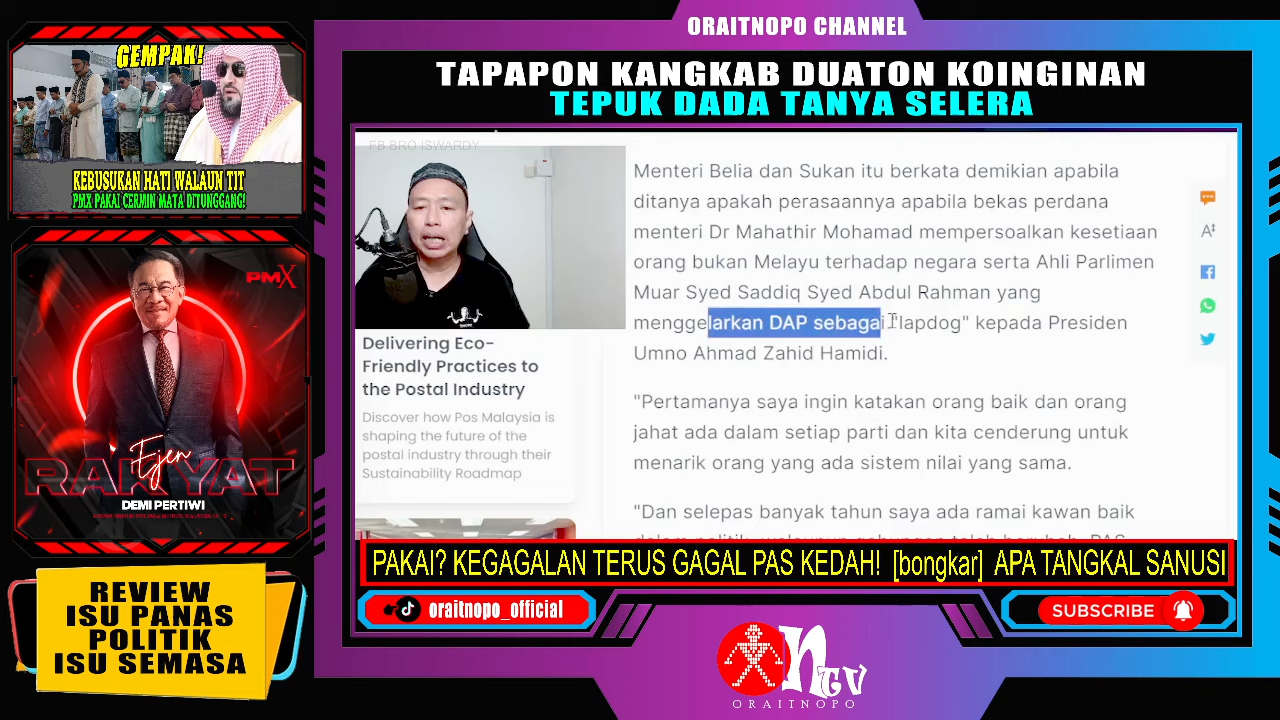 ORAITNOPO CHANNEL
TAPAPON KANGKAB DUATON KOINGINAN
TEPUK DADA TANYA SELERA
GEMPAK!
KEBUSUKAN HATI WALAUN TIT
PMX PAKAI CERMIN MATA DITUNGGANG!
PMX
Ejen
RAKYAT
DEMI PERTIWI
REVIEW
ISU PANAS
POLITIK
ISU SEMASA
FB BRO ISWARDY
Delivering Eco-
Friendly Practices to
the Postal Industry
Discover how Pos Malaysia is
shaping the future of the
postal industry through their
Sustainability Roadmap
Menteri Belia dan Sukan itu berkata demikian apabila
ditanya apakah perasaannya apabila bekas perdana
menteri Dr Mahathir Mohamad mempersoalkan kesetiaan
orang bukan Melayu terhadap negara serta Ahli Parlimen
Muar Syed Saddiq Syed Abdul Rahman yang
menggelarkan DAP sebagai "lapdog" kepada Presiden
Umno Ahmad Zahid Hamidi.
"Pertamanya saya ingin katakan orang baik dan orang
jahat ada dalam setiap parti dan kita cenderung untuk
menarik orang yang ada sistem nilai yang sama.
"Dan selepas banyak tahun saya ada ramai kawan baik
A
PAKAI? KEGAGALAN TERUS GAGAL PAS KEDAH! [bongkar] APA TANGKAL SANUSI
oraitnopo_official
SUBSCRIBE
ntv
ORAITNOPO